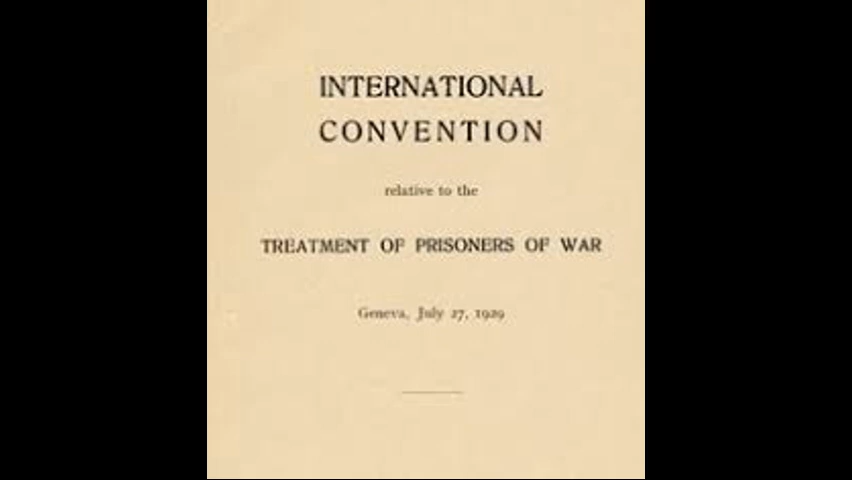 INTERNATIONAL
CONVENTION
relative to the
TREATMENT OF PRISONERS OF WAR
Geneva, July 27, 1929